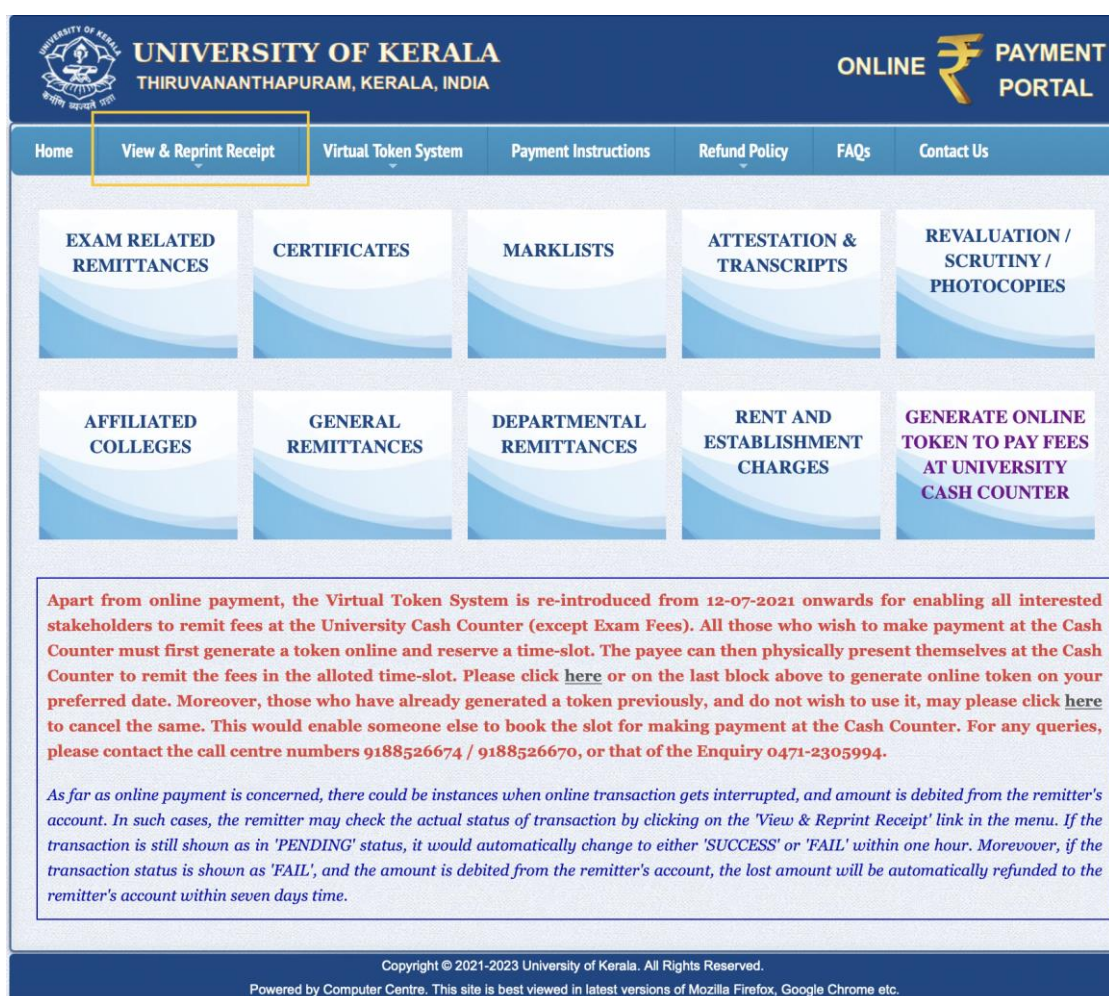 UNIVERSITY OF KERALA
THIRUVANANTHAPURAM, KERALA, INDIA
ONLINE ₹ PAYMENT
PORTAL
Home View & Reprint Receipt Virtual Token System Payment Instructions Refund Policy FAQs Contact Us
EXAM RELATED
REMITTANCES
CERTIFICATES
MARKLISTS
ATTESTATION &
TRANSCRIPTS
REVALUATION /
SCRUTINY /
PHOTOCOPIES
AFFILIATED
COLLEGES
GENERAL
REMITTANCES
DEPARTMENTAL
REMITTANCES
RENT AND
ESTABLISHMENT
CHARGES
GENERATE ONLINE
TOKEN TO PAY FEES
AT UNIVERSITY
CASH COUNTER
Apart from online payment, the Virtual Token System is re-introduced from 12-07-2021 onwards for enabling all interested
stakeholders to remit fees at the University Cash Counter (except Exam Fees). All those who wish to make payment at the Cash
Counter must first generate a token online and reserve a time-slot. The payee can then physically present themselves at the Cash
Counter to remit the fees in the alloted time-slot. Please click here or on the last block above to generate online token on your
preferred date. Moreover, those who have already generated a token previously, and do not wish to use it, may please click here
to cancel the same. This would enable someone else to book the slot for making payment at the Cash Counter. For any queries,
please contact the call centre numbers 9188526674 / 9188526670, or that of the Enquiry 0471-2305994.
As far as online payment is concerned, there could be instances when online transaction gets interrupted, and amount is debited from the remitter's
account. In such cases, the remitter may check the actual status of transaction by clicking on the 'View & Reprint Receipt' link in the menu. If the
transaction is still shown as in 'PENDING' status, it would automatically change to either 'SUCCESS' or 'FAIL' within one hour. Morevover, if the
transaction status is shown as 'FAIL', and the amount is debited from the remitter's account, the lost amount will be automatically refunded to the
remitter's account within seven days time.
Copyright © 2021-2023 University of Kerala. All Rights Reserved.
Powered by Computer Centre. This site is best viewed in latest versions of Mozilla Firefox, Google Chrome etc.